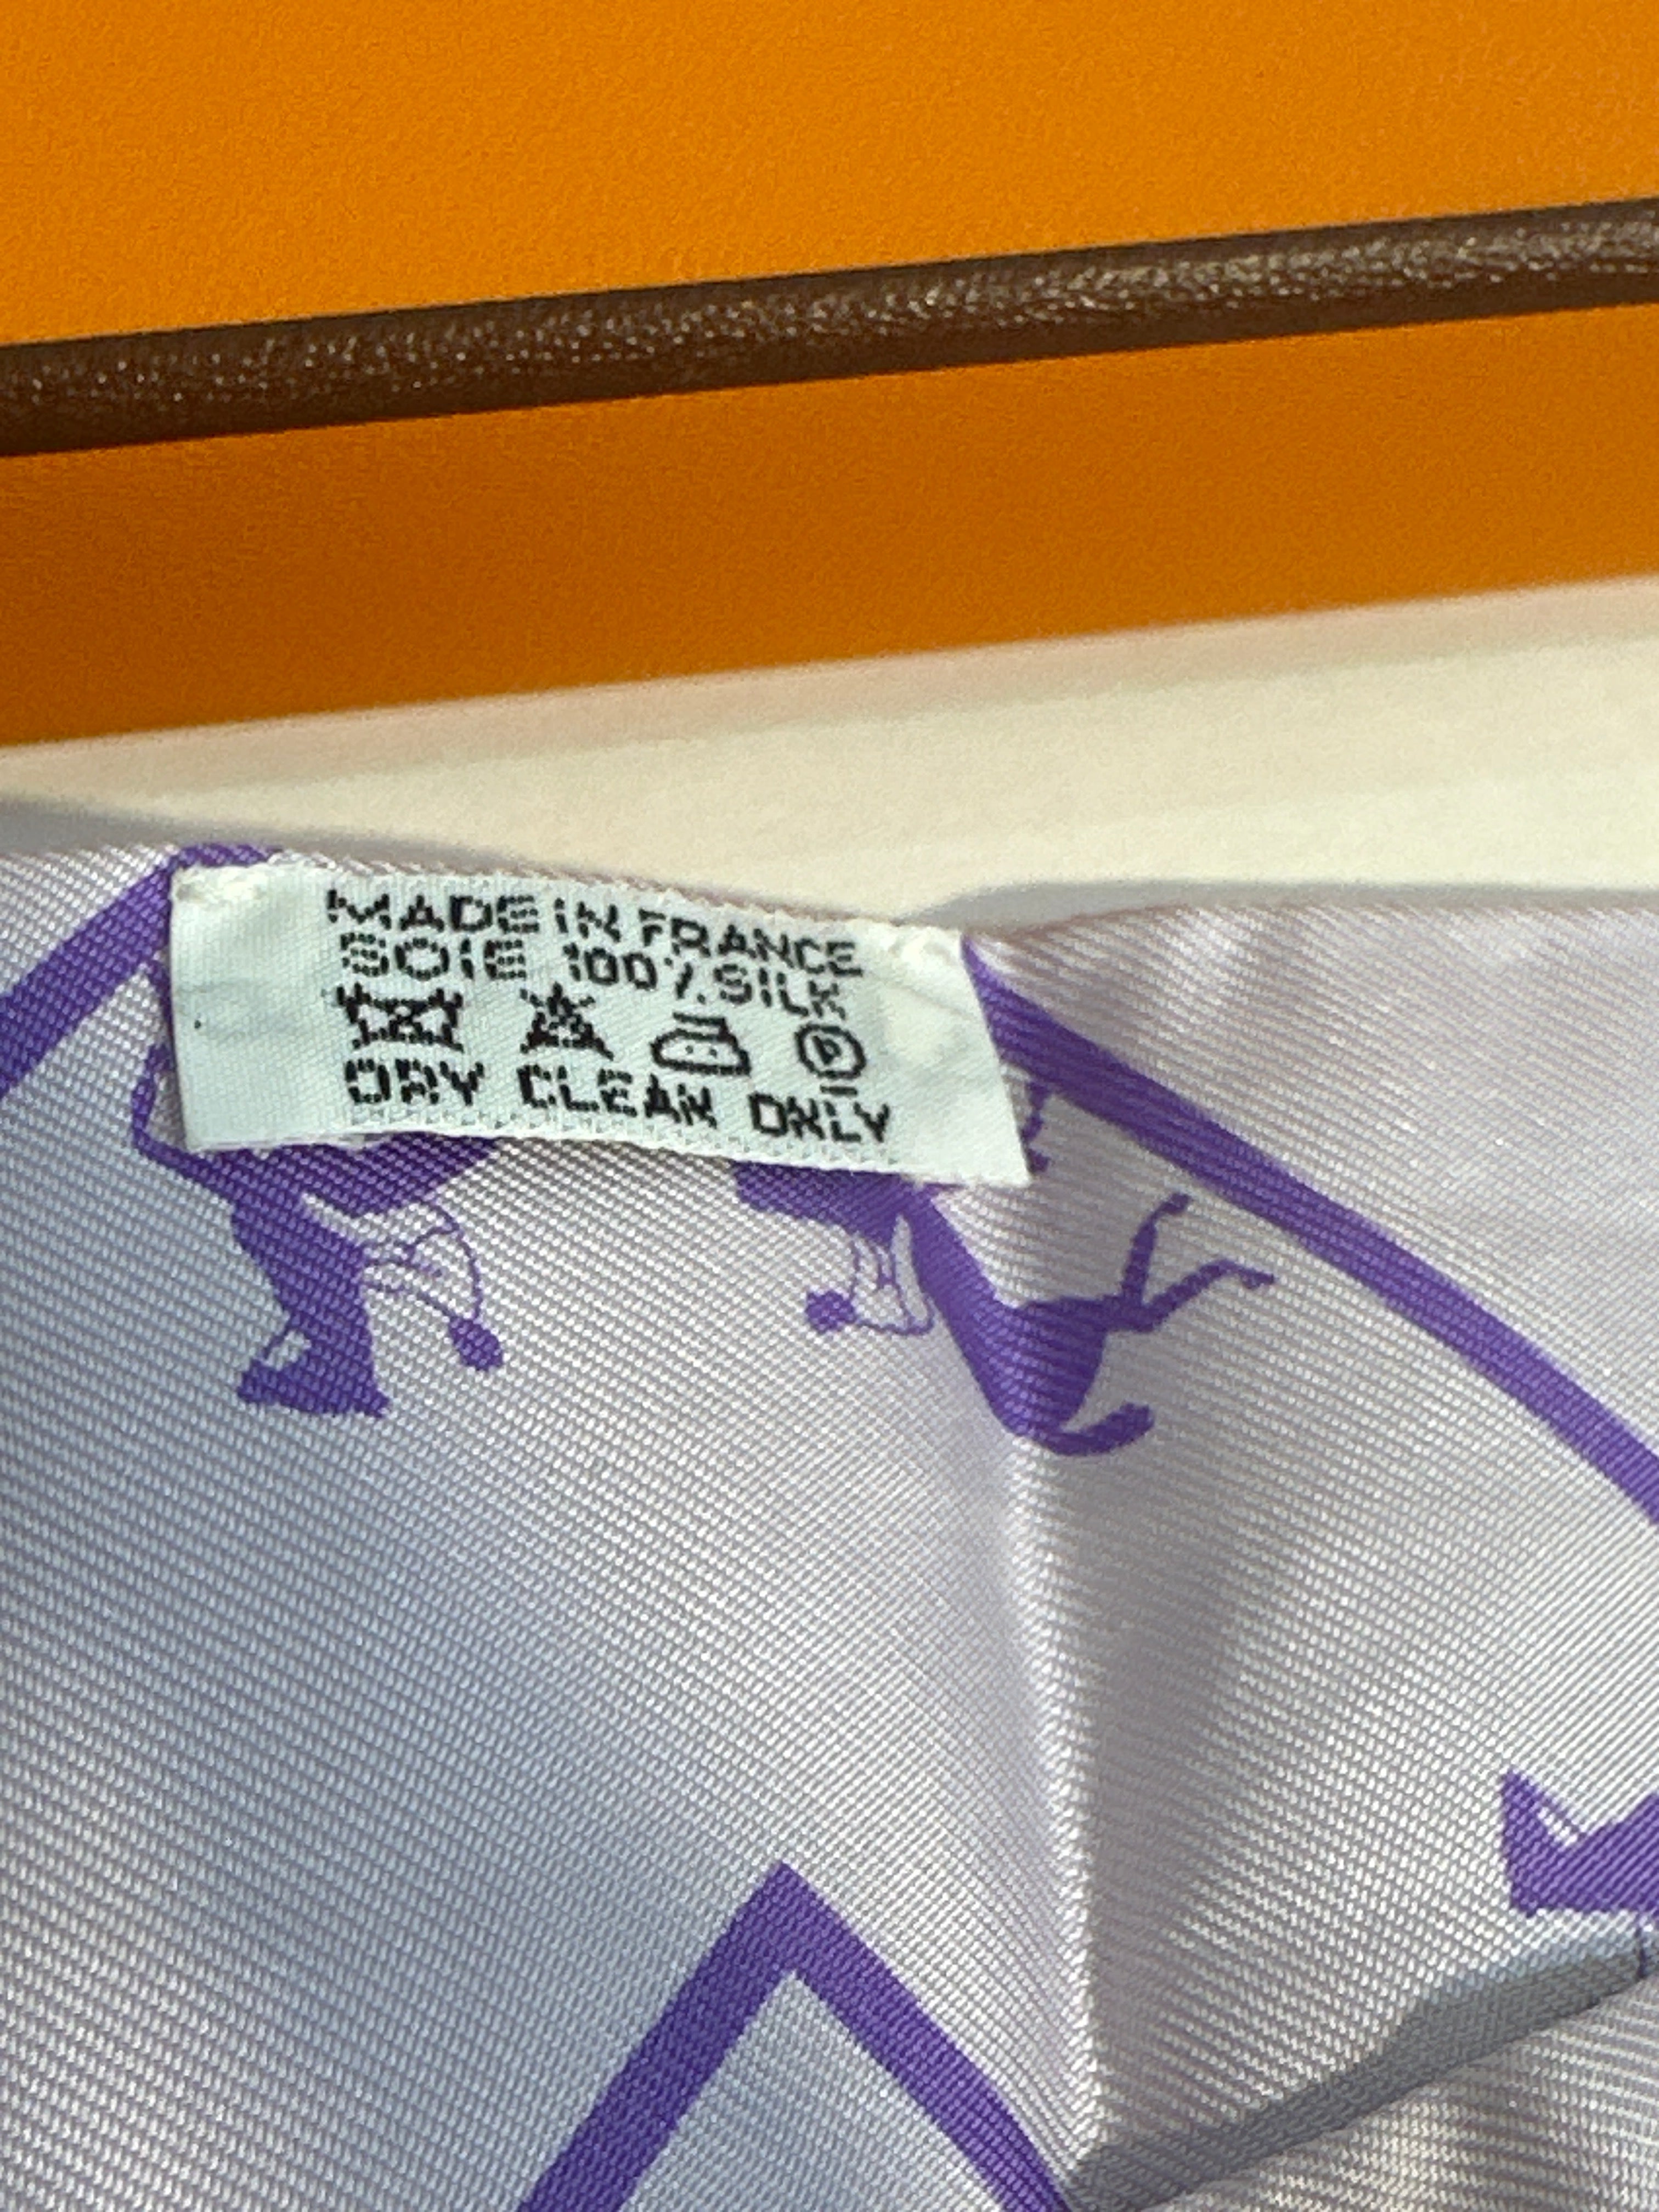 MADE IN FRANCE
SOIE 100% SILK
P
DRY CLEAN ONLY